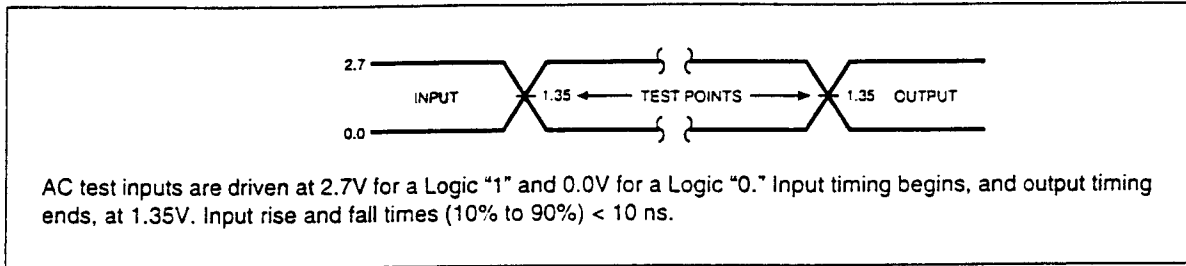 2.7
INPUT 1.35 TEST POINTS 1.35 OUTPUT
0.0
AC test inputs are driven at 2.7V for a Logic "1" and 0.0V for a Logic "0." Input timing begins, and output timing
ends, at 1.35V. Input rise and fall times (10% to 90%) < 10 ns.